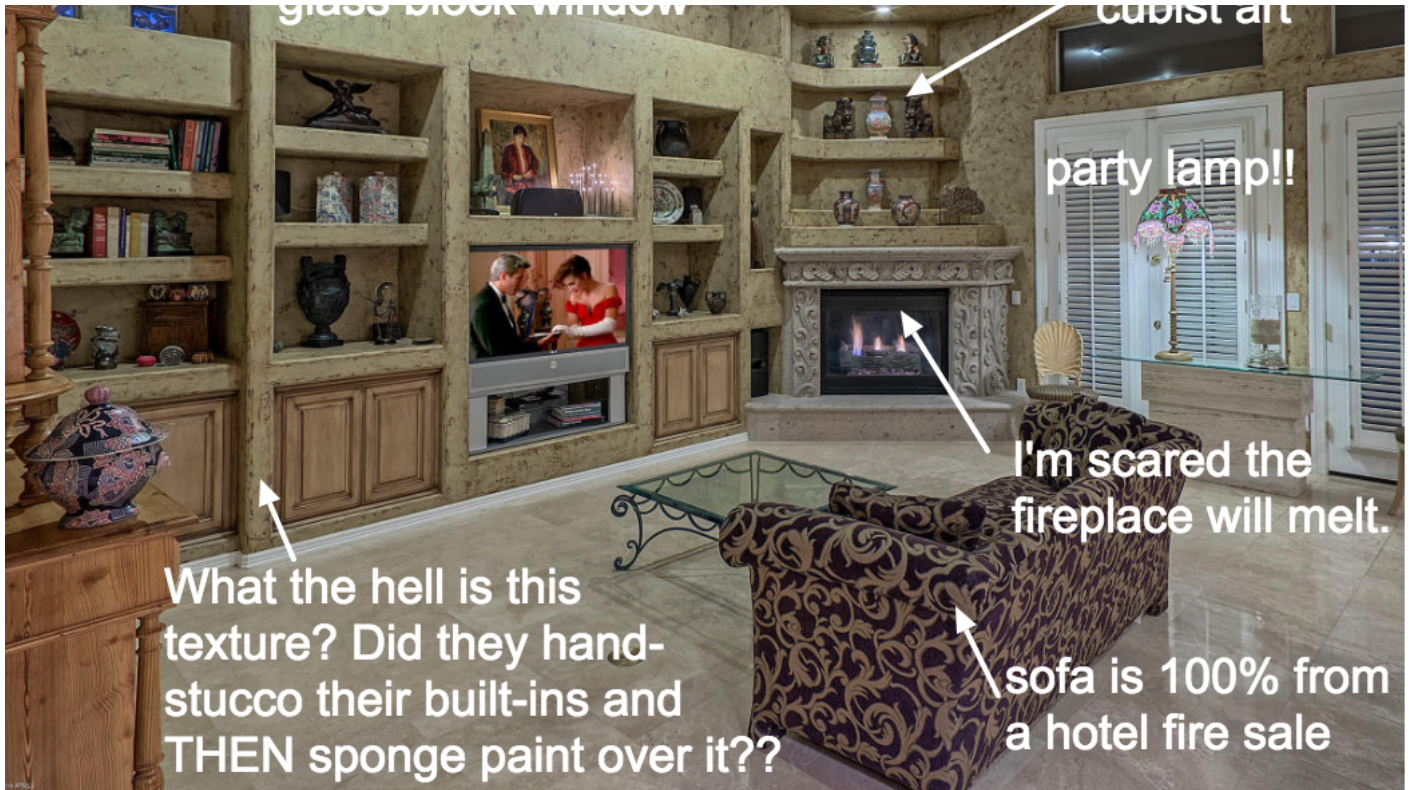 glass block window
cubist art
party lamp!!
I'm scared the
fireplace will melt.
What the hell is this
texture? Did they hand-
stucco their built-ins and
THEN sponge paint over it??
sofa is 100% from
a hotel fire sale